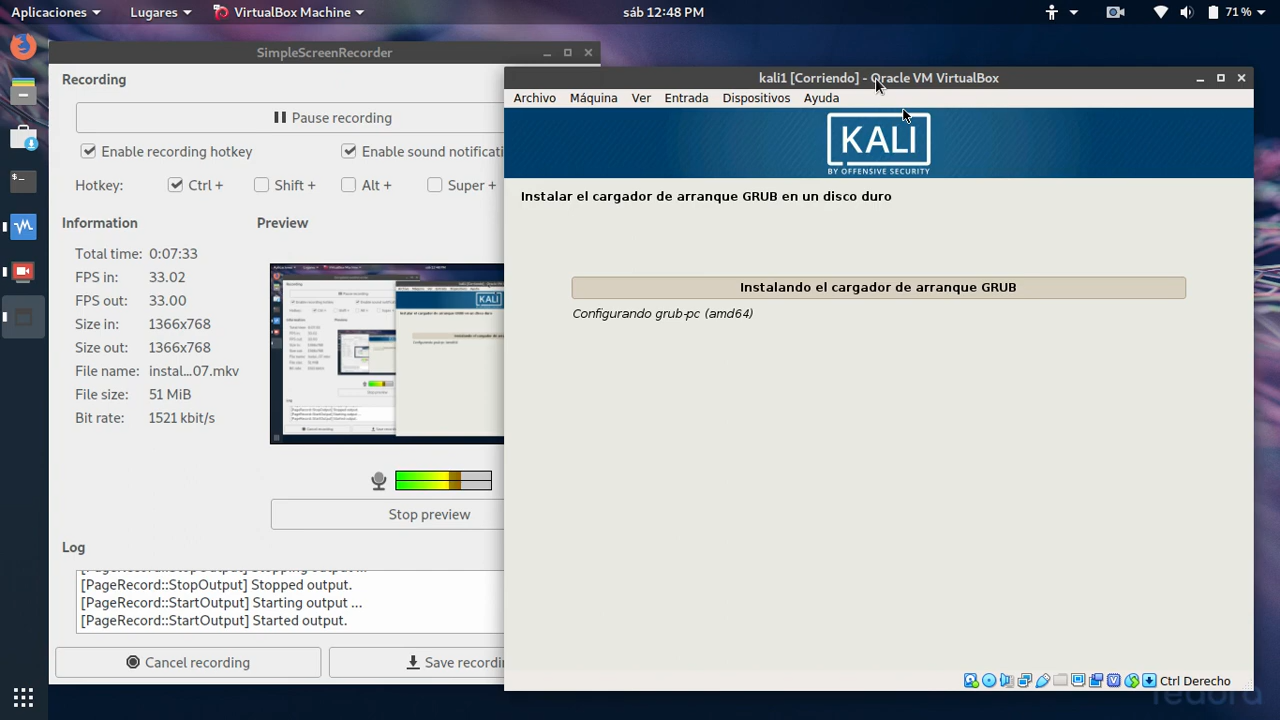 Aplicaciones
Lugares
VirtualBox Machine
sáb 12:48 PM
71 %
SimpleScreenRecorder
Recording
Pause recording
Enable recording hotkey
Enable sound notificati
Hotkey:
Ctrl +
Shift +
Alt +
Super +
Information
Preview
Total time: 0:07:33
FPS in: 33.02
FPS out: 33.00
Size in: 1366x768
Size out: 1366x768
File name: instal...07.mkv
File size: 51 MiB
Bit rate: 1521 kbit/s
Stop preview
Log
[PageRecord::StopOutput] Stopping output ...
[PageRecord::StopOutput] Stopped output.
[PageRecord::StartOutput] Starting output ...
[PageRecord::StartOutput] Started output.
Cancel recording
Save recordin
kali1 [Corriendo] - Oracle VM VirtualBox
Archivo
Máquina
Ver
Entrada
Dispositivos
Ayuda
KALI
BY OFFENSIVE SECURITY
Instalar el cargador de arranque GRUB en un disco duro
Instalando el cargador de arranque GRUB
Configurando grub-pc (amd64)
Ctrl Derecho